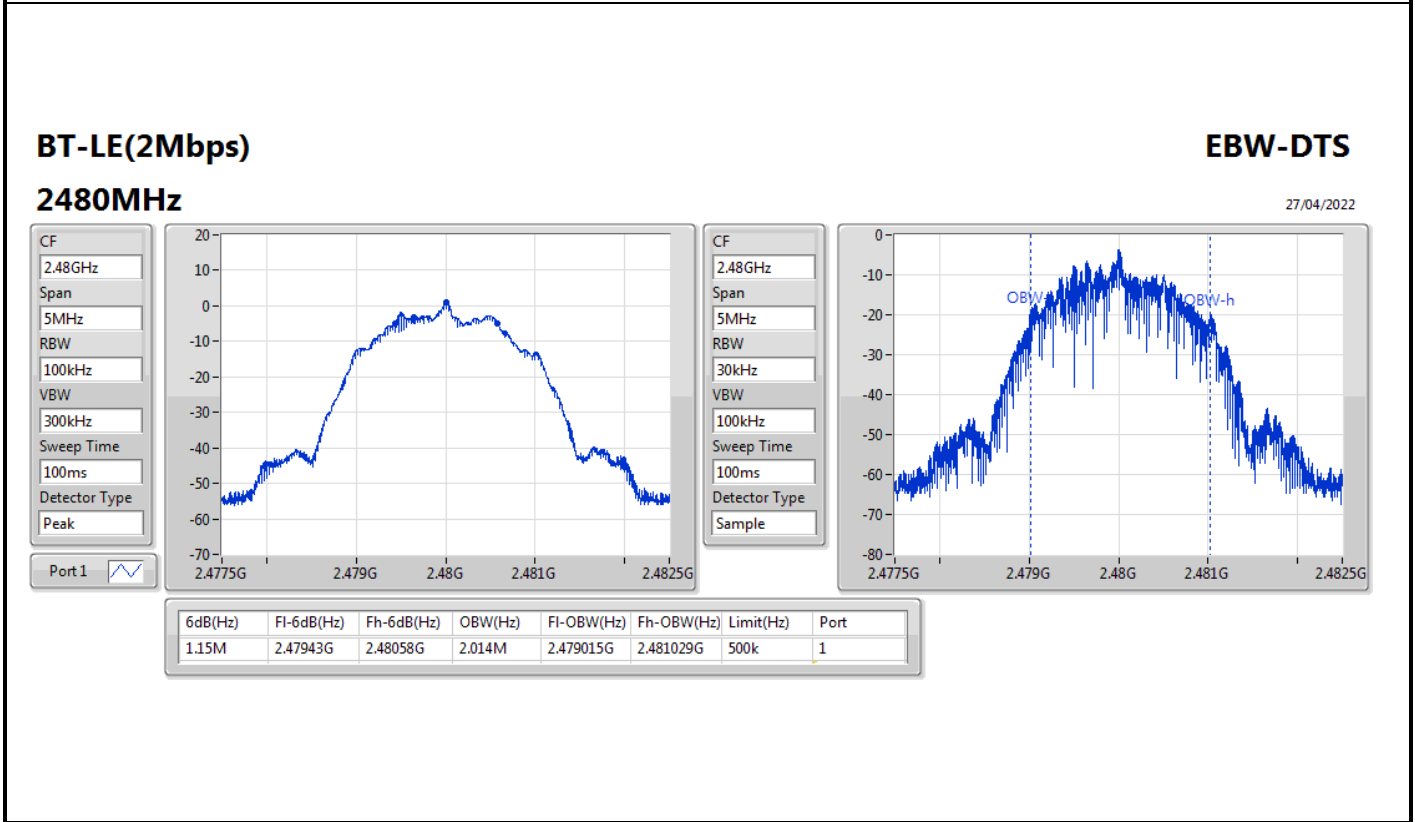 BT-LE(2Mbps)
EBW-DTS
2480MHz
27/04/2022
CF
2.48GHz
Span
5MHz
RBW
100kHz
VBW
300kHz
Sweep Time
100ms
Detector Type
Peak
Port 1
20
10
0
-10
-20
-30
-40
-50
-60
-70
2.4775G 2.479G 2.48G 2.481G 2.4825G
CF
2.48GHz
Span
5MHz
RBW
30kHz
VBW
100kHz
Sweep Time
100ms
Detector Type
Sample
0
-10
-20
-30
-40
-50
-60
-70
-80
OBW-h
2.4775G 2.479G 2.48G 2.481G 2.4825G
6dB(Hz) Fl-6dB(Hz) Fh-6dB(Hz) OBW(Hz) Fl-OBW(Hz) Fh-OBW(Hz) Limit(Hz) Port
1.15M 2.47943G 2.48058G 2.014M 2.479015G 2.481029G 500k 1